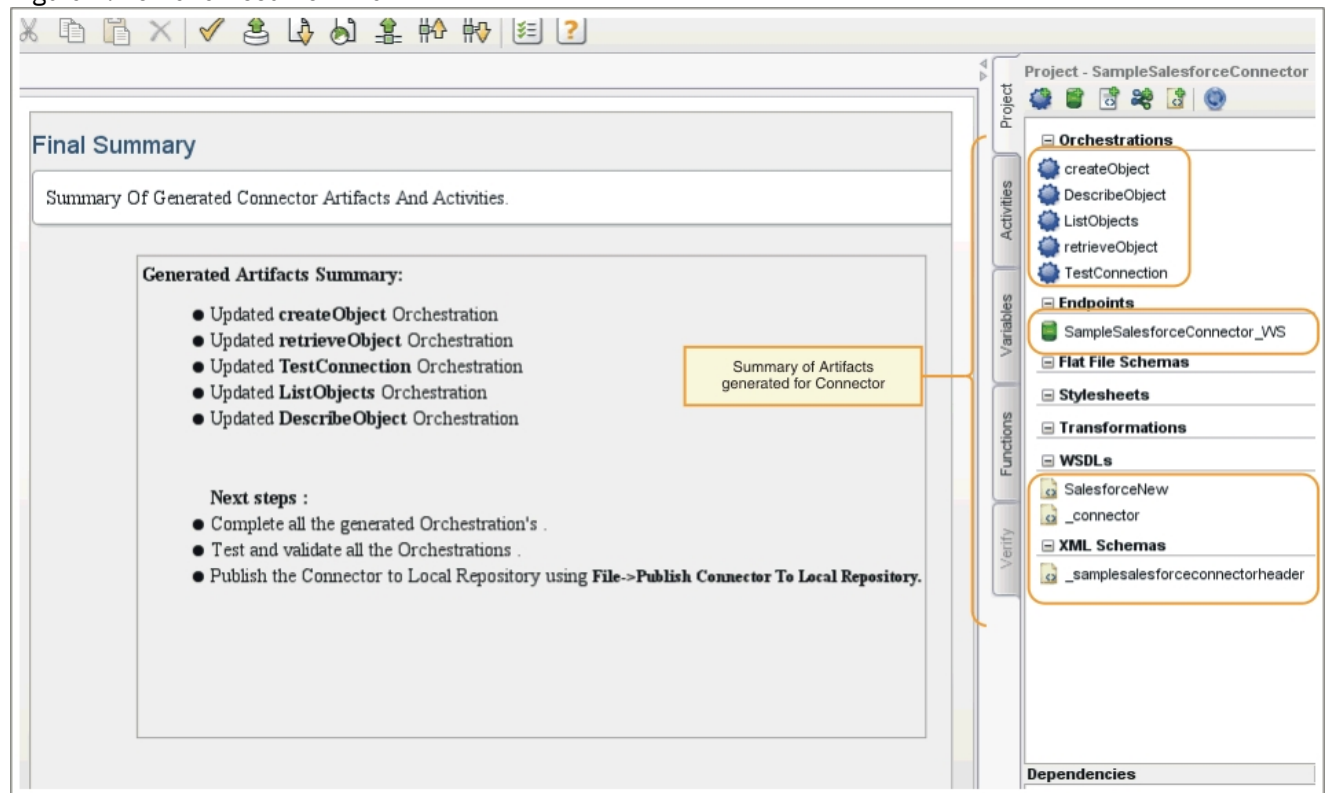 Final Summary
Summary Of Generated Connector Artifacts And Activities.
Generated Artifacts Summary:
● Updated createObject Orchestration
● Updated retrieveObject Orchestration
● Updated TestConnection Orchestration
● Updated ListObjects Orchestration
● Updated DescribeObject Orchestration
Next steps :
● Complete all the generated Orchestration's .
● Test and validate all the Orchestrations .
● Publish the Connector to Local Repository using File->Publish Connector To Local Repository.
Summary of Artifacts
generated for Connector
Project
Activities
Variables
Functions
Verify
Project - SampleSalesforceConnector
Orchestrations
createObject
DescribeObject
ListObjects
retrieveObject
TestConnection
Endpoints
SampleSalesforceConnector_WS
Flat File Schemas
Stylesheets
Transformations
WSDLs
SalesforceNew
_connector
XML Schemas
_samplesalesforceconnectorheader
Dependencies